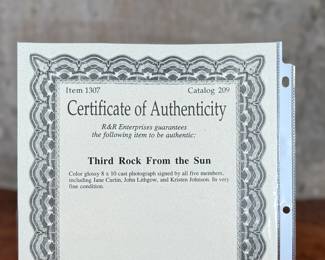 Item 1307 Catalog 209
Certificate of Authenticity
R&R Enterprises guarantees
the following item to be authentic:
Third Rock From the Sun
Color glossy 8 x 10 cast photograph signed by all five members,
including Jane Curtin, John Lithgow, and Kristen Johnson. In very
fine condition.